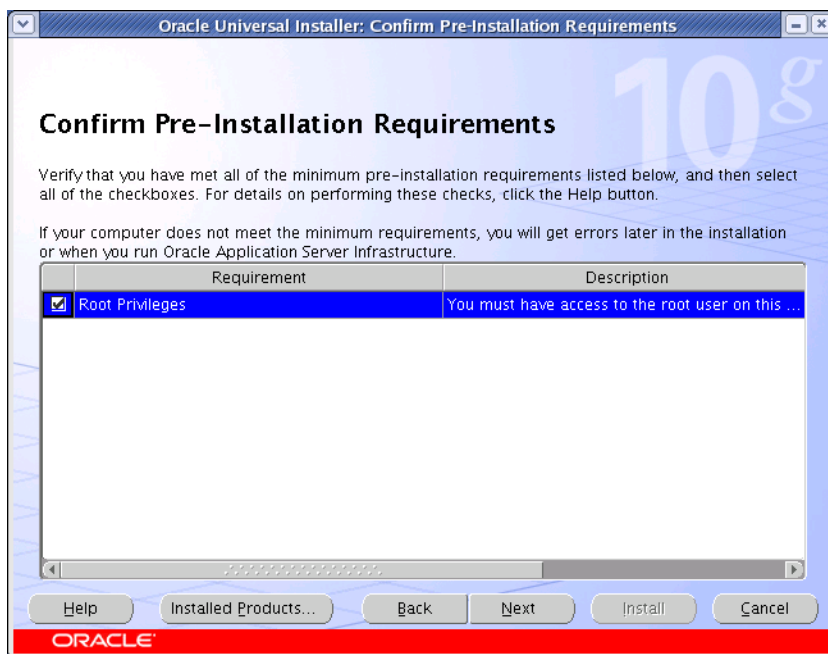 Oracle Universal Installer: Confirm Pre-Installation Requirements
10g
Confirm Pre-Installation Requirements
Verify that you have met all of the minimum pre-installation requirements listed below, and then select
all of the checkboxes. For details on performing these checks, click the Help button.
If your computer does not meet the minimum requirements, you will get errors later in the installation
or when you run Oracle Application Server Infrastructure.
Requirement Description
Root Privileges You must have access to the root user on this ...
Help Installed Products... Back Next Install Cancel
ORACLE